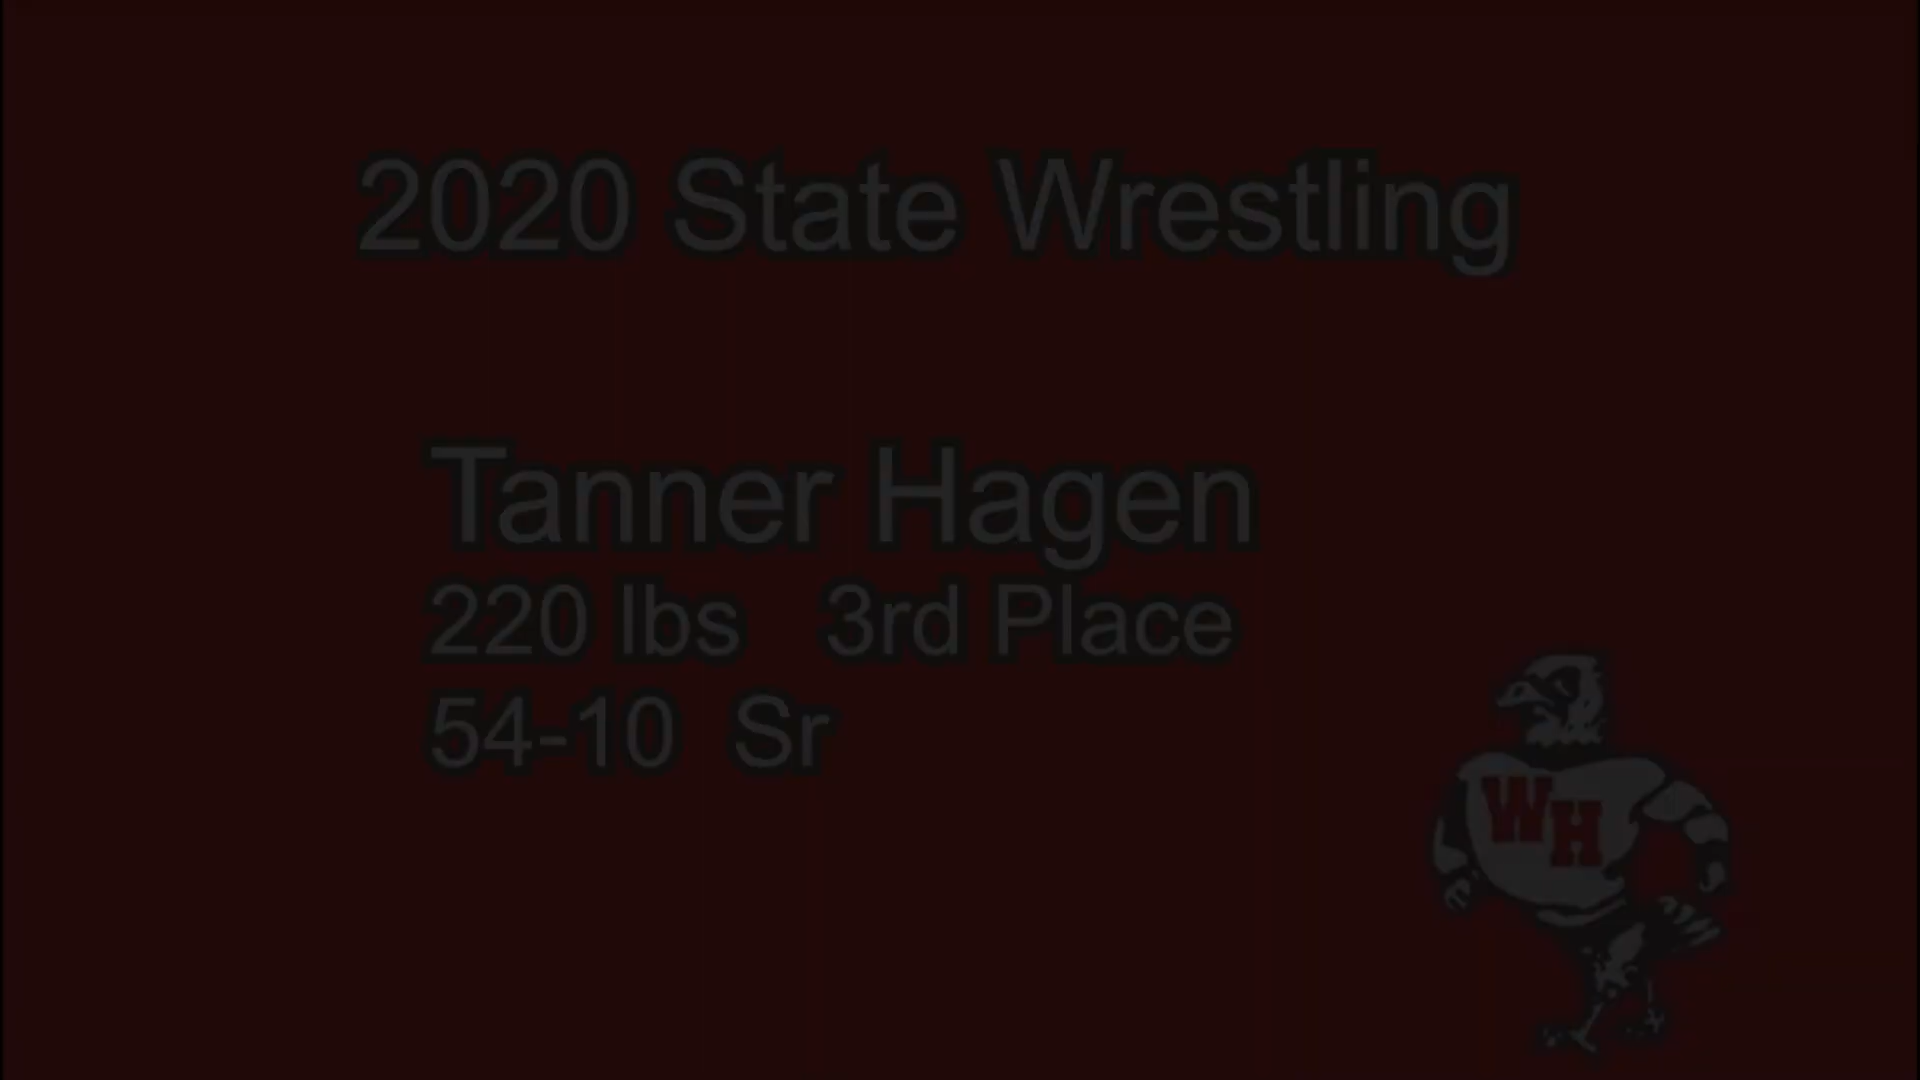 2020 State Wrestling
Tanner Hagen
220 lbs 3rd Place
54-10 Sr
WH